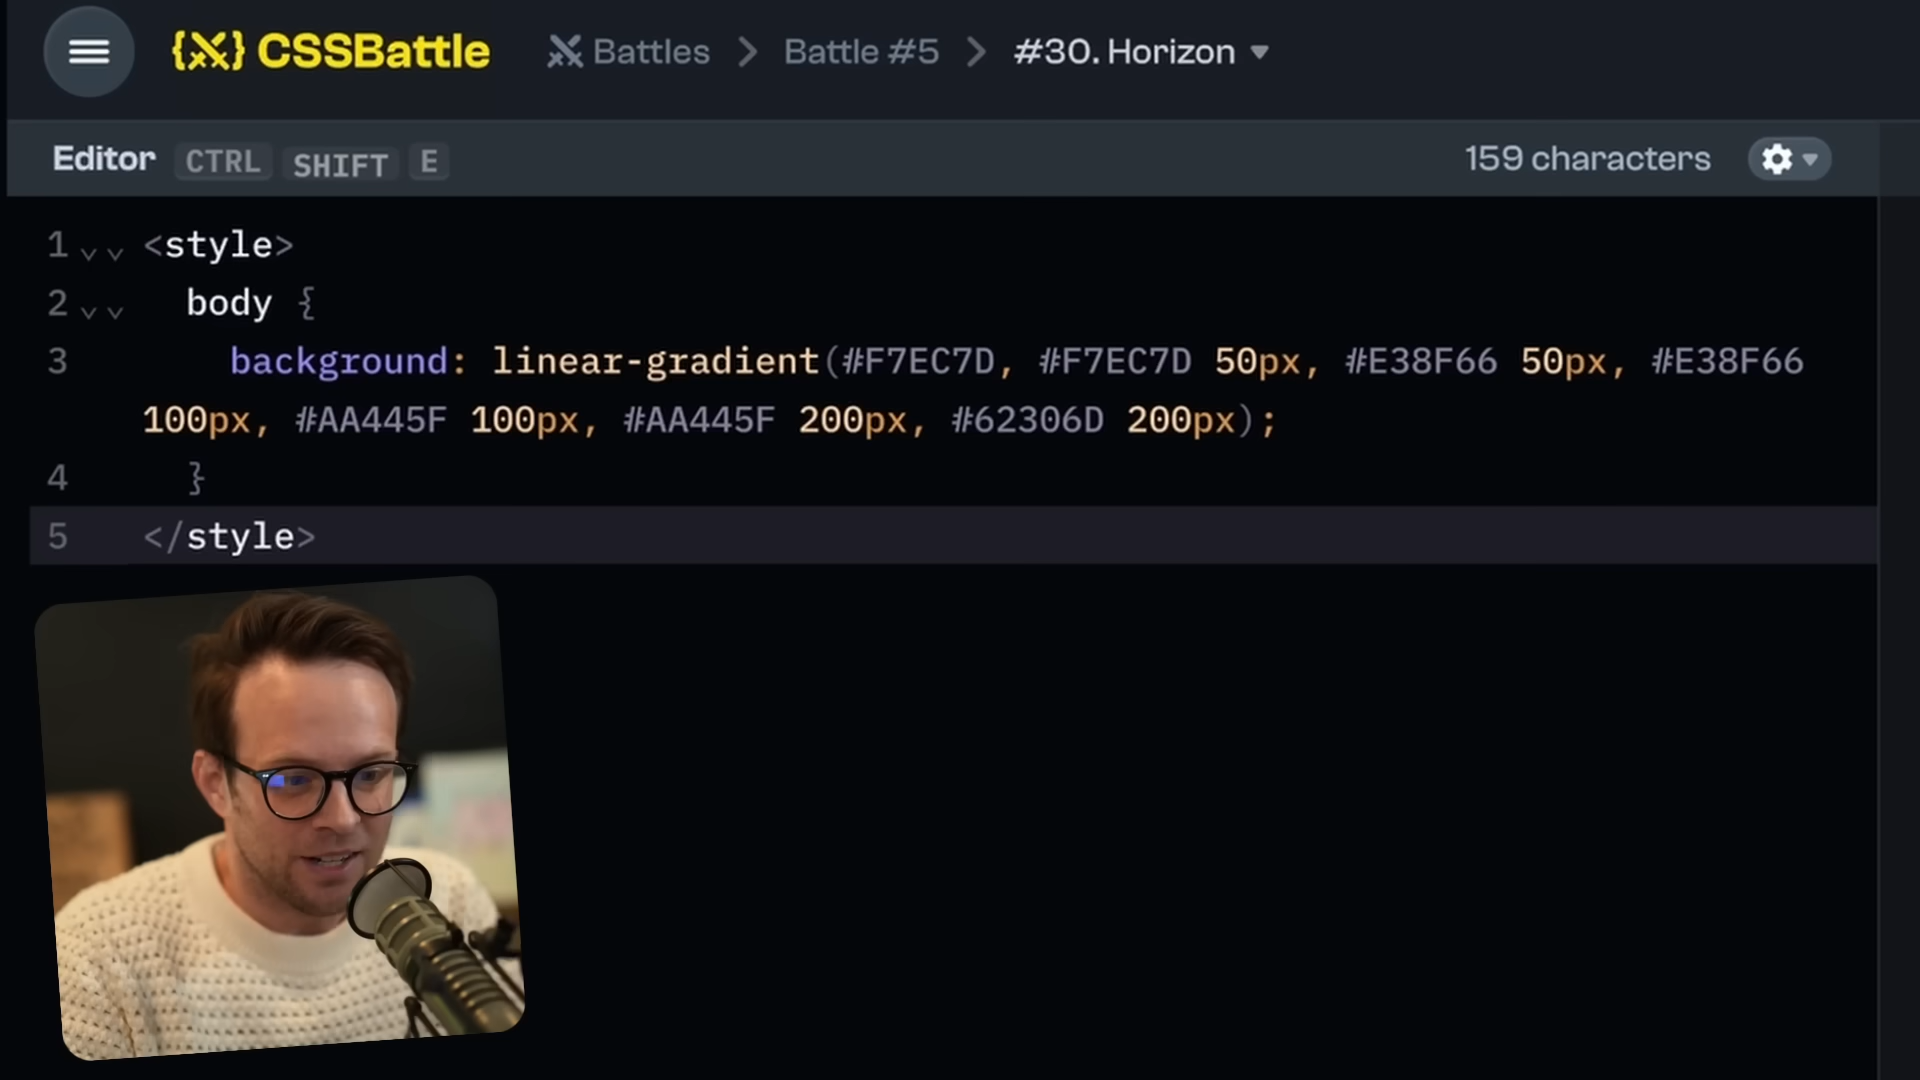 {X} CSSBattle
Battles > Battle #5 > #30. Horizon
Editor CTRL SHIFT E
159 characters
1 <style>
2 body {
3 background: linear-gradient(#F7EC7D, #F7EC7D 50px, #E38F66 50px, #E38F66
100px, #AA445F 100px, #AA445F 200px, #62306D 200px);
4 }
5 </style>